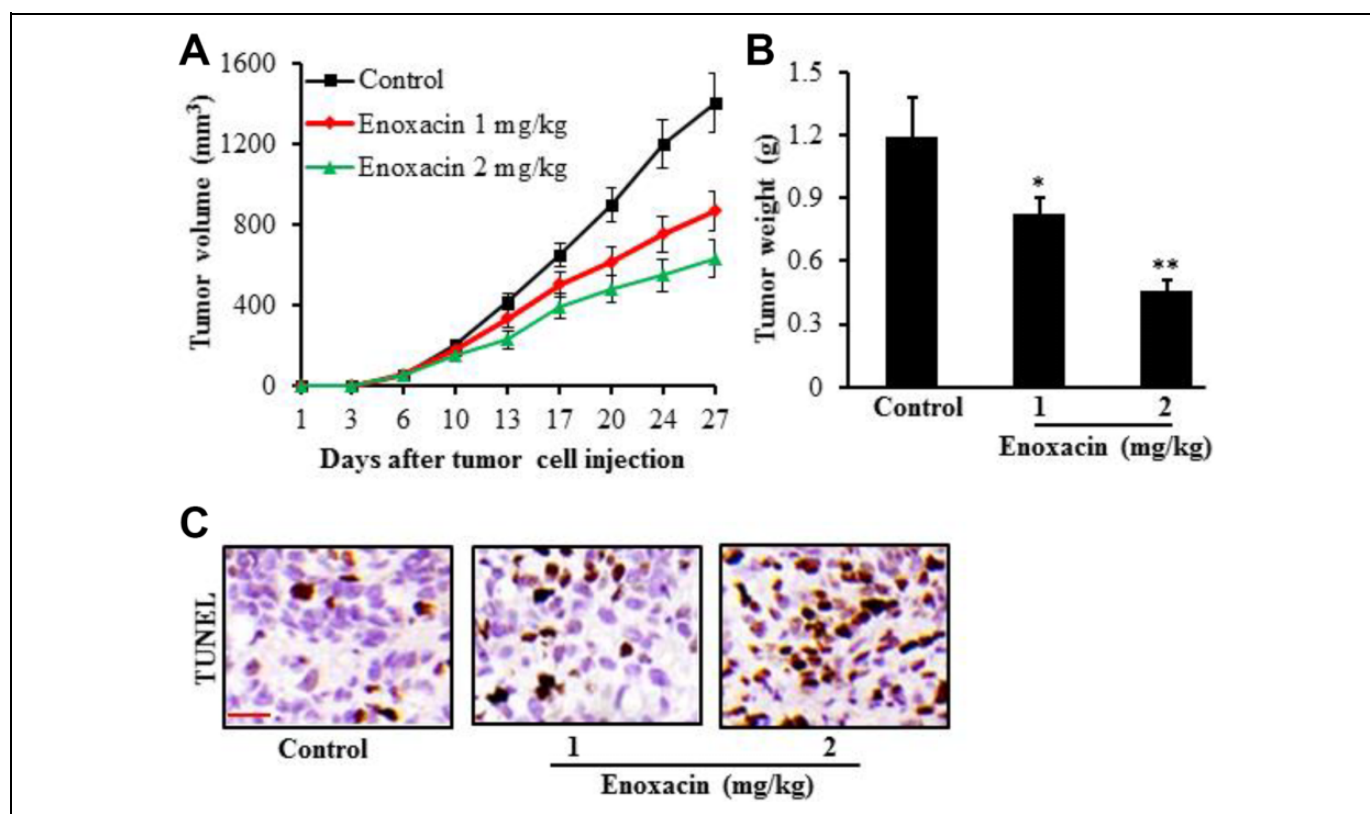 A
1600
1200
800
400
0
Tumor volume (mm³)
Control
Enoxacin 1 mg/kg
Enoxacin 2 mg/kg
1 3 6 10 13 17 20 24 27
Days after tumor cell injection
B
1.5
1.2
0.9
0.6
0.3
0
Tumor weight (g)
*
**
Control 1 2
Enoxacin (mg/kg)
C
TUNEL
Control 1 2
Enoxacin (mg/kg)